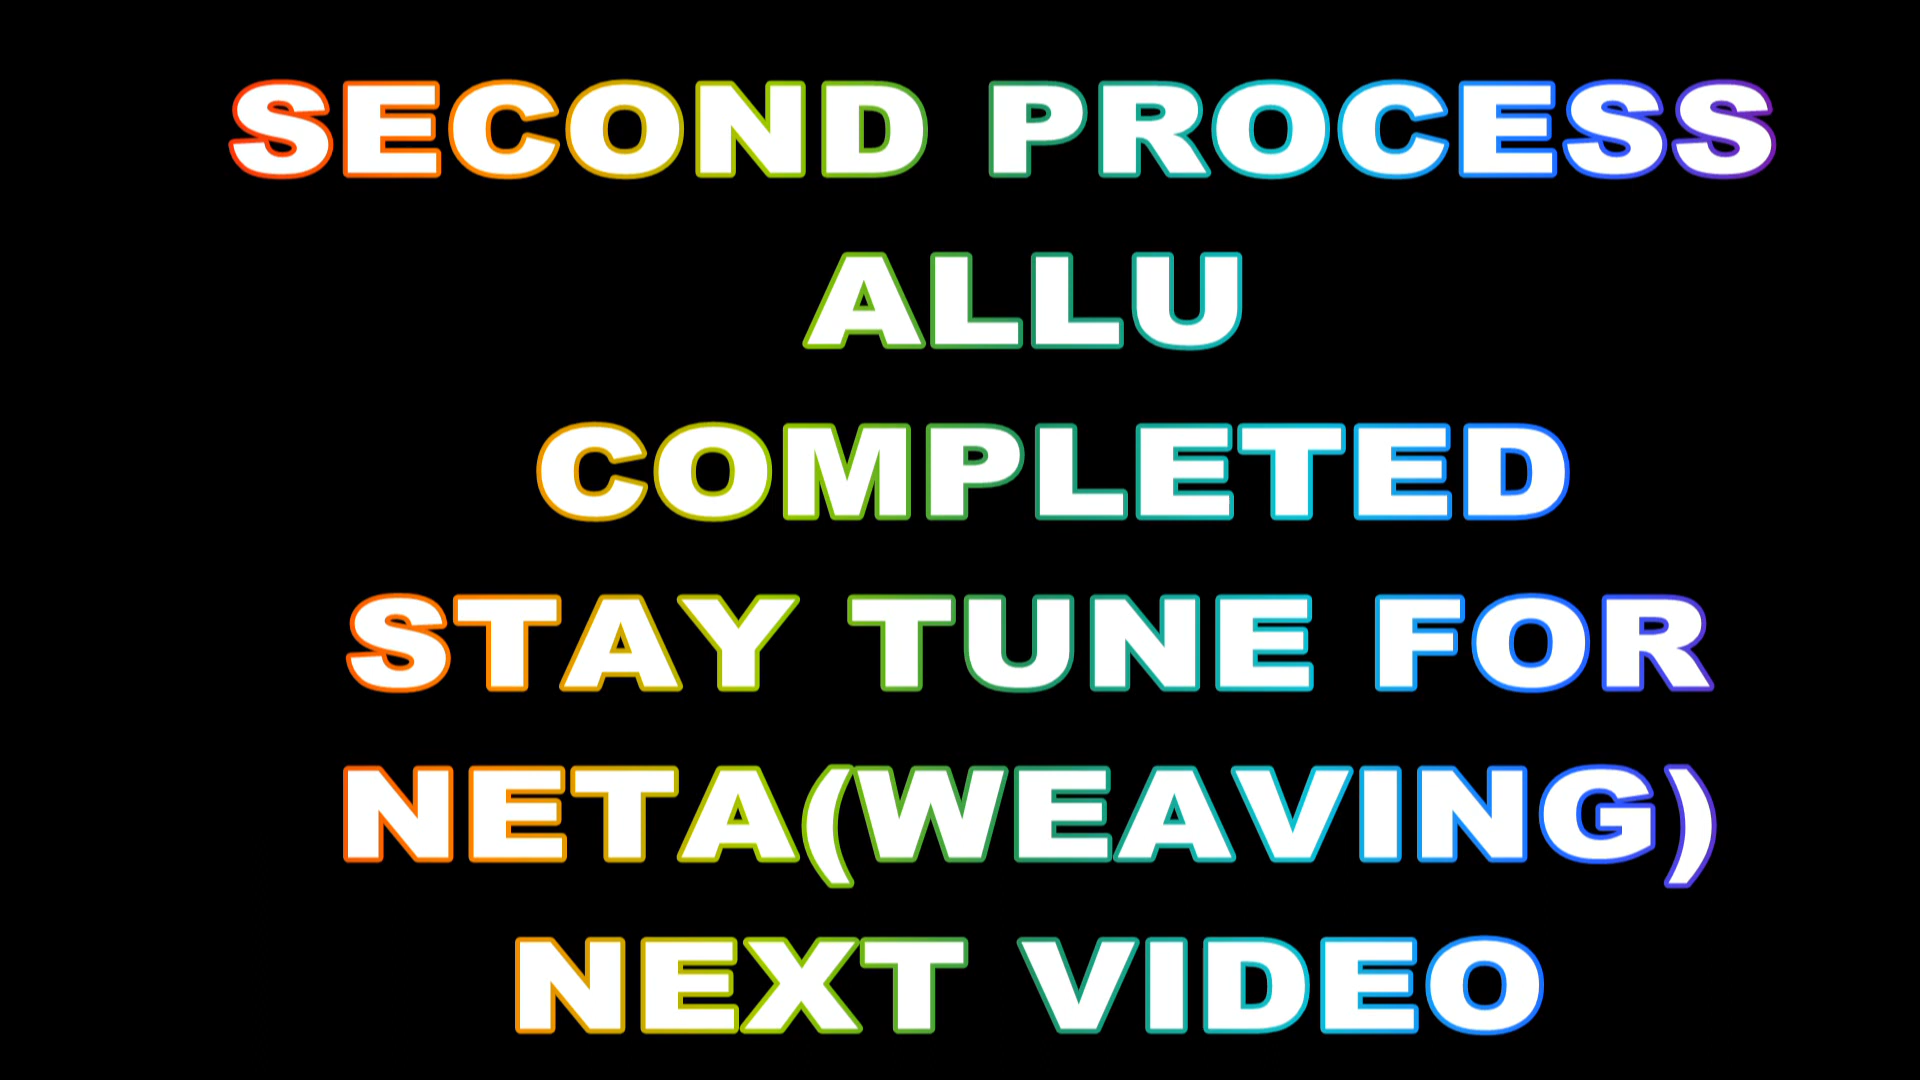 SECOND PROCESS
ALLU
COMPLETED
STAY TUNE FOR
NETA(WEAVING)
NEXT VIDEO